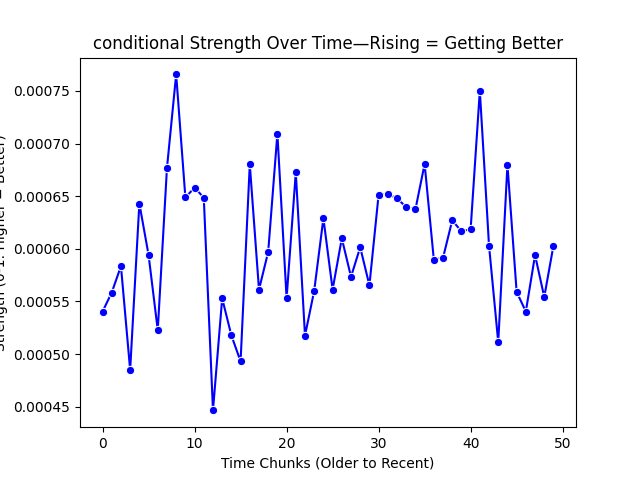 conditional Strength Over Time—Rising = Getting Better
Strength (0-1: Higher = Better)
0.00075
0.00070
0.00065
0.00060
0.00055
0.00050
0.00045
0 10 20 30 40 50
Time Chunks (Older to Recent)